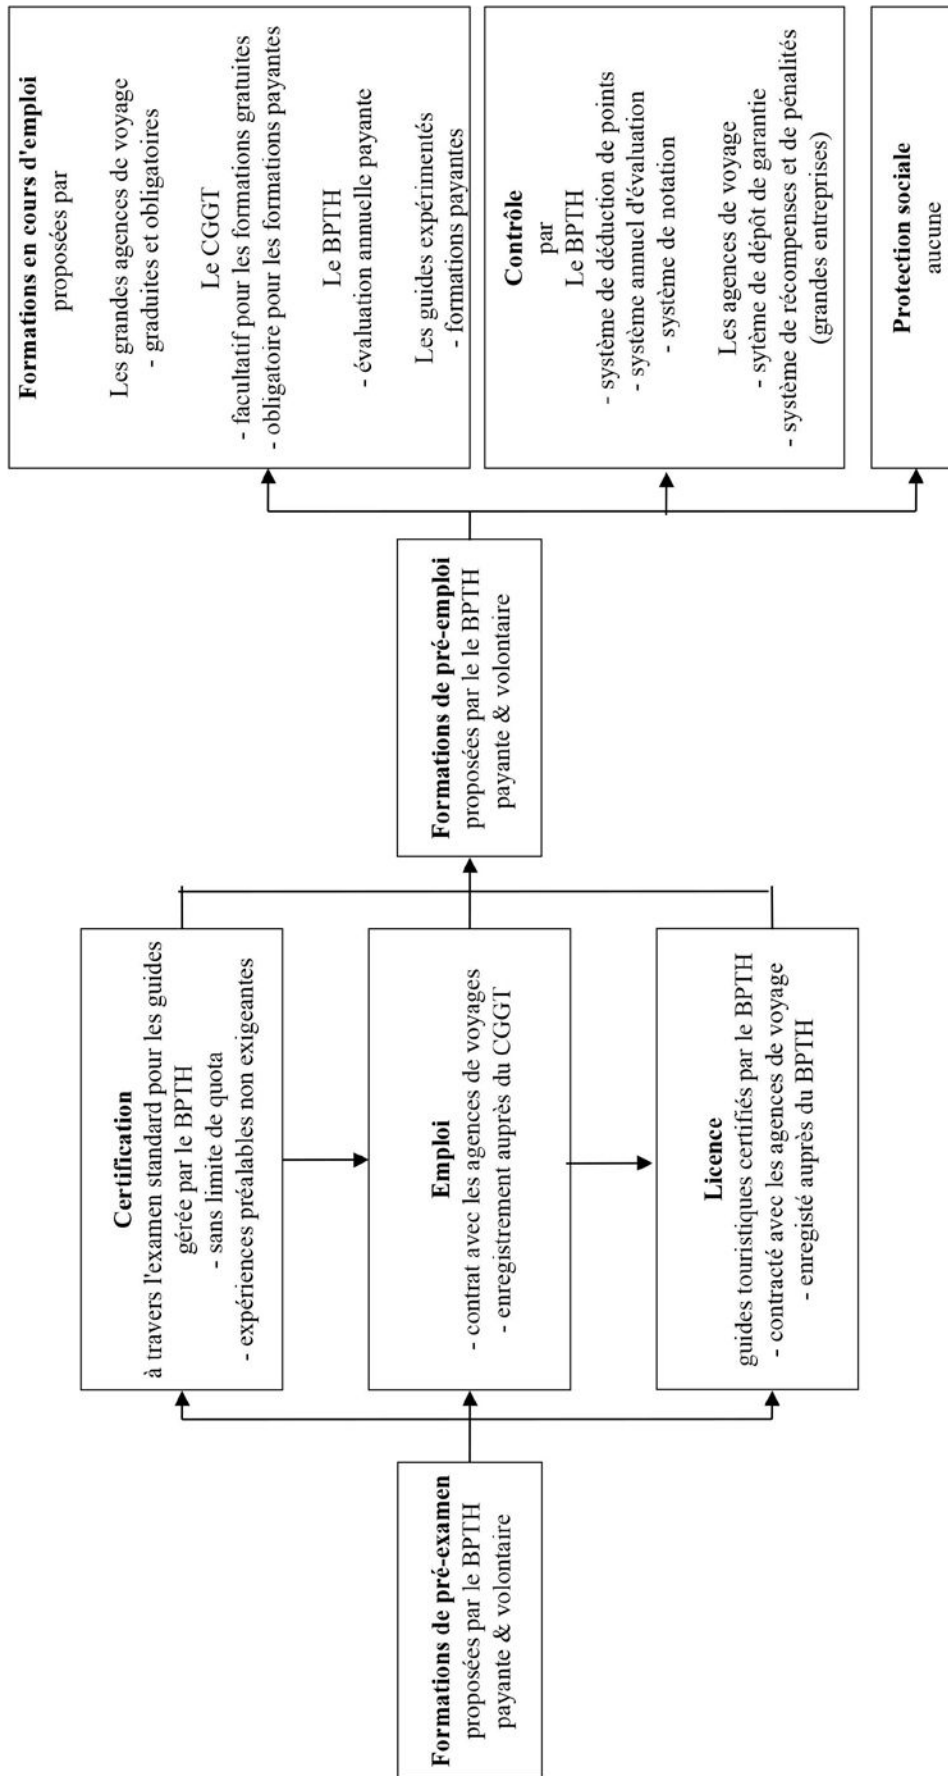 Formations de pré-examen
proposées par le BPTH
payante & volontaire
Certification
à travers l'examen standard pour les guides
gérée par le BPTH
- sans limite de quota
- expériences préalables non exigeantes
Emploi
- contrat avec les agences de voyages
- enregistrement auprès du CGGT
Licence
guides touristiques certifiés par le BPTH
- contracté avec les agences de voyage
- enregisté auprès du BPTH
Formations de pré-emploi
proposées par le le BPTH
payante & volontaire
Formations en cours d'emploi
proposées par
Les grandes agences de voyage
- graduites et obligatoires
Le CGGT
- facultatif pour les formations gratuites
- obligatoire pour les formations payantes
Le BPTH
- évaluation annuelle payante
Les guides expérimentés
- formations payantes
Contrôle
par
Le BPTH
- système de déduction de points
- système annuel d'évaluation
- système de notation
Les agences de voyage
- sytème de dépôt de garantie
- système de récompenses et de pénalités
(grandes entreprises)
Protection sociale
aucune